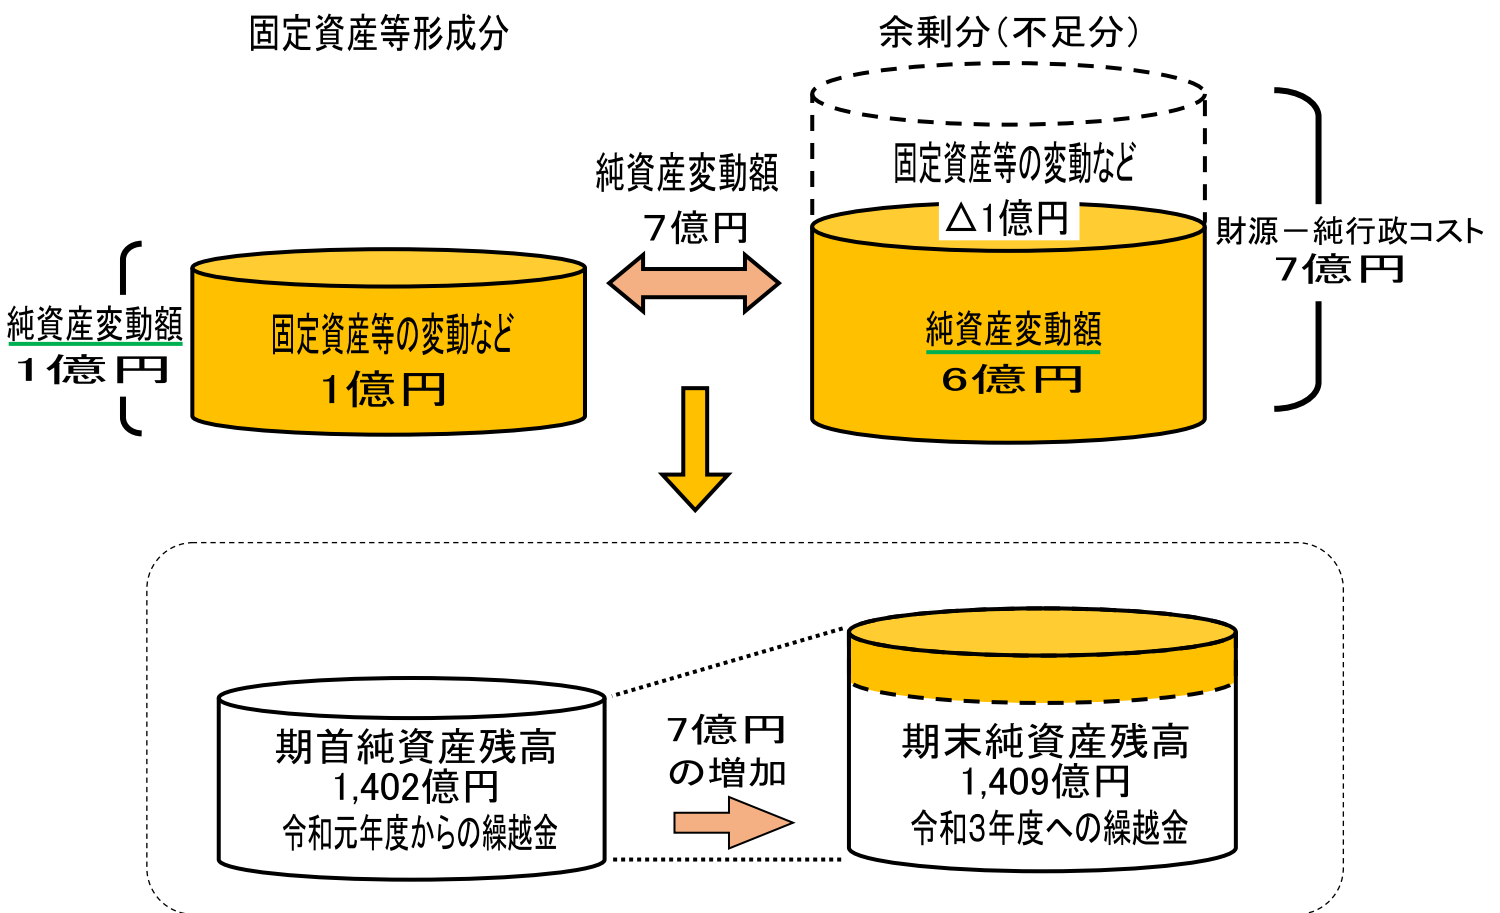 固定資産等形成分
余剰分(不足分)
固定資産等の変動など
△1億円
純資産変動額
7億円
財源－純行政コスト
7億円
純資産変動額
1億円
固定資産等の変動など
1億円
純資産変動額
6億円
期首純資産残高
1,402億円
令和元年度からの繰越金
7億円
の増加
期末純資産残高
1,409億円
令和3年度への繰越金